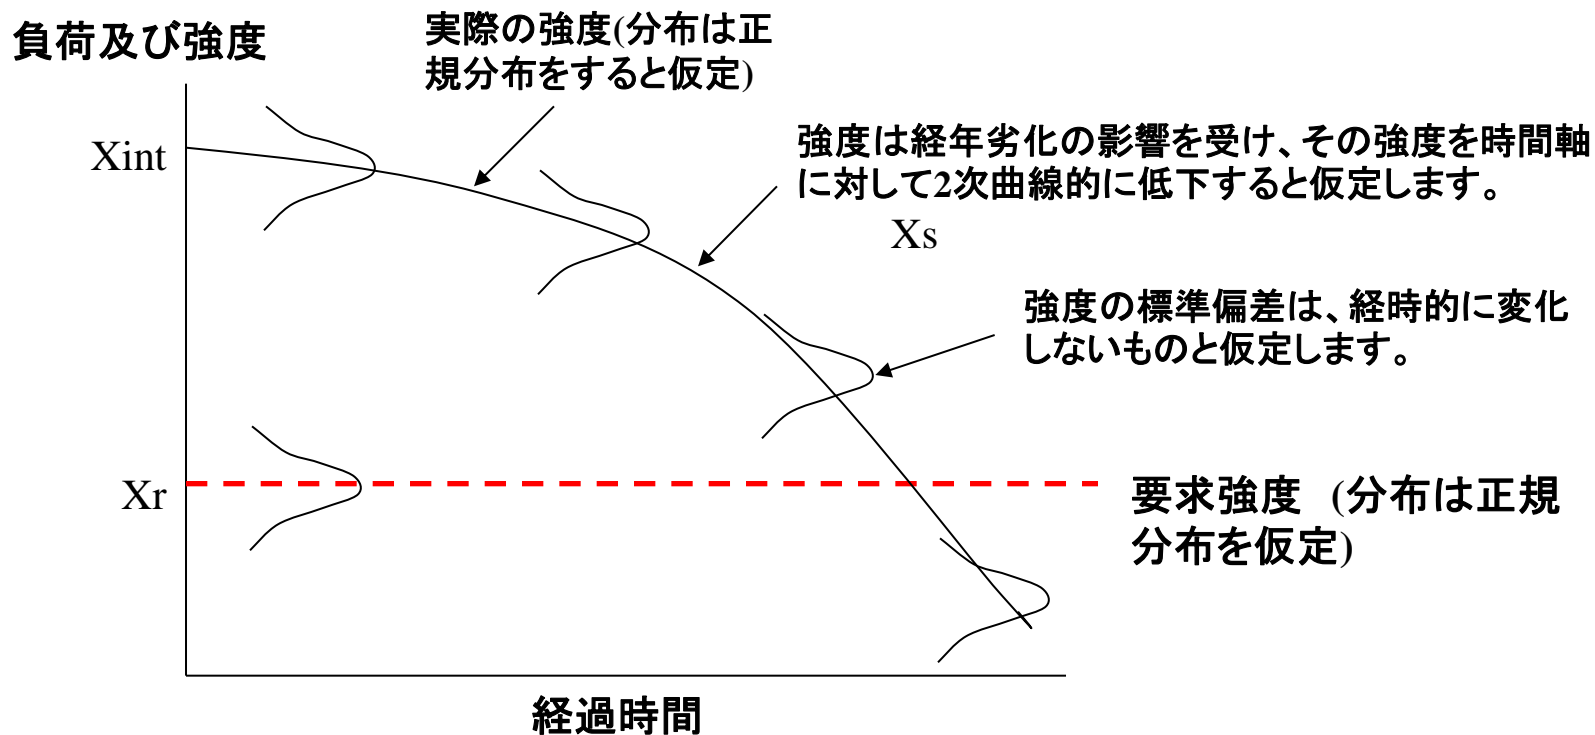 負荷及び強度
実際の強度(分布は正
規分布をすると仮定)
Xint
強度は経年劣化の影響を受け、その強度を時間軸
に対して2次曲線的に低下すると仮定します。
Xs
強度の標準偏差は、経時的に変化
しないものと仮定します。
Xr
要求強度 (分布は正規
分布を仮定)
経過時間